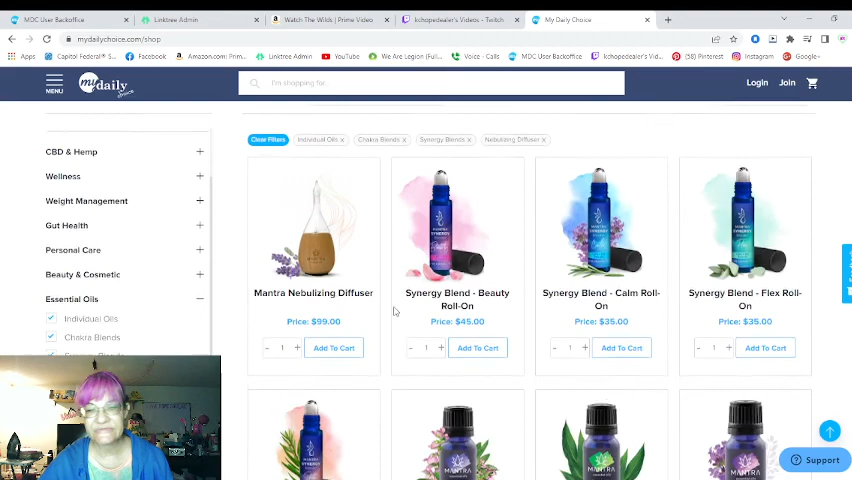 MDC User Backoffice
Linktree Admin
Watch The Wilds | Prime Video
kchopedealer's Videos - Twitch
My Daily Choice
mydailychoice.com/shop
Capitol Federal® S...
Facebook
Amazon.com: Prim...
Linktree Admin
YouTube
We Are Legion (Full...
Voice - Calls
MDC User Backoffice
kchopedealer's Vid...
(58) Pinterest
Instagram
Google+
MENU
mydaily
choice
I'm shopping for...
Login
Join
Clear Filters
Individual Oils ×
Chakra Blends ×
Synergy Blends ×
Nebulizing Diffuser ×
CBD & Hemp +
Wellness +
Weight Management +
Gut Health +
Personal Care +
Beauty & Cosmetic +
Essential Oils −
Individual Oils
Chakra Blends
Mantra Nebulizing Diffuser
Price: $99.00
- 1 + Add To Cart
Synergy Blend - Beauty
Roll-On
Price: $45.00
- 1 + Add To Cart
Synergy Blend - Calm Roll-
On
Price: $35.00
- 1 + Add To Cart
Synergy Blend - Flex Roll-
On
Price: $35.00
- 1 + Add To Cart
MANTRA
MANTRA
MANTRA
Support